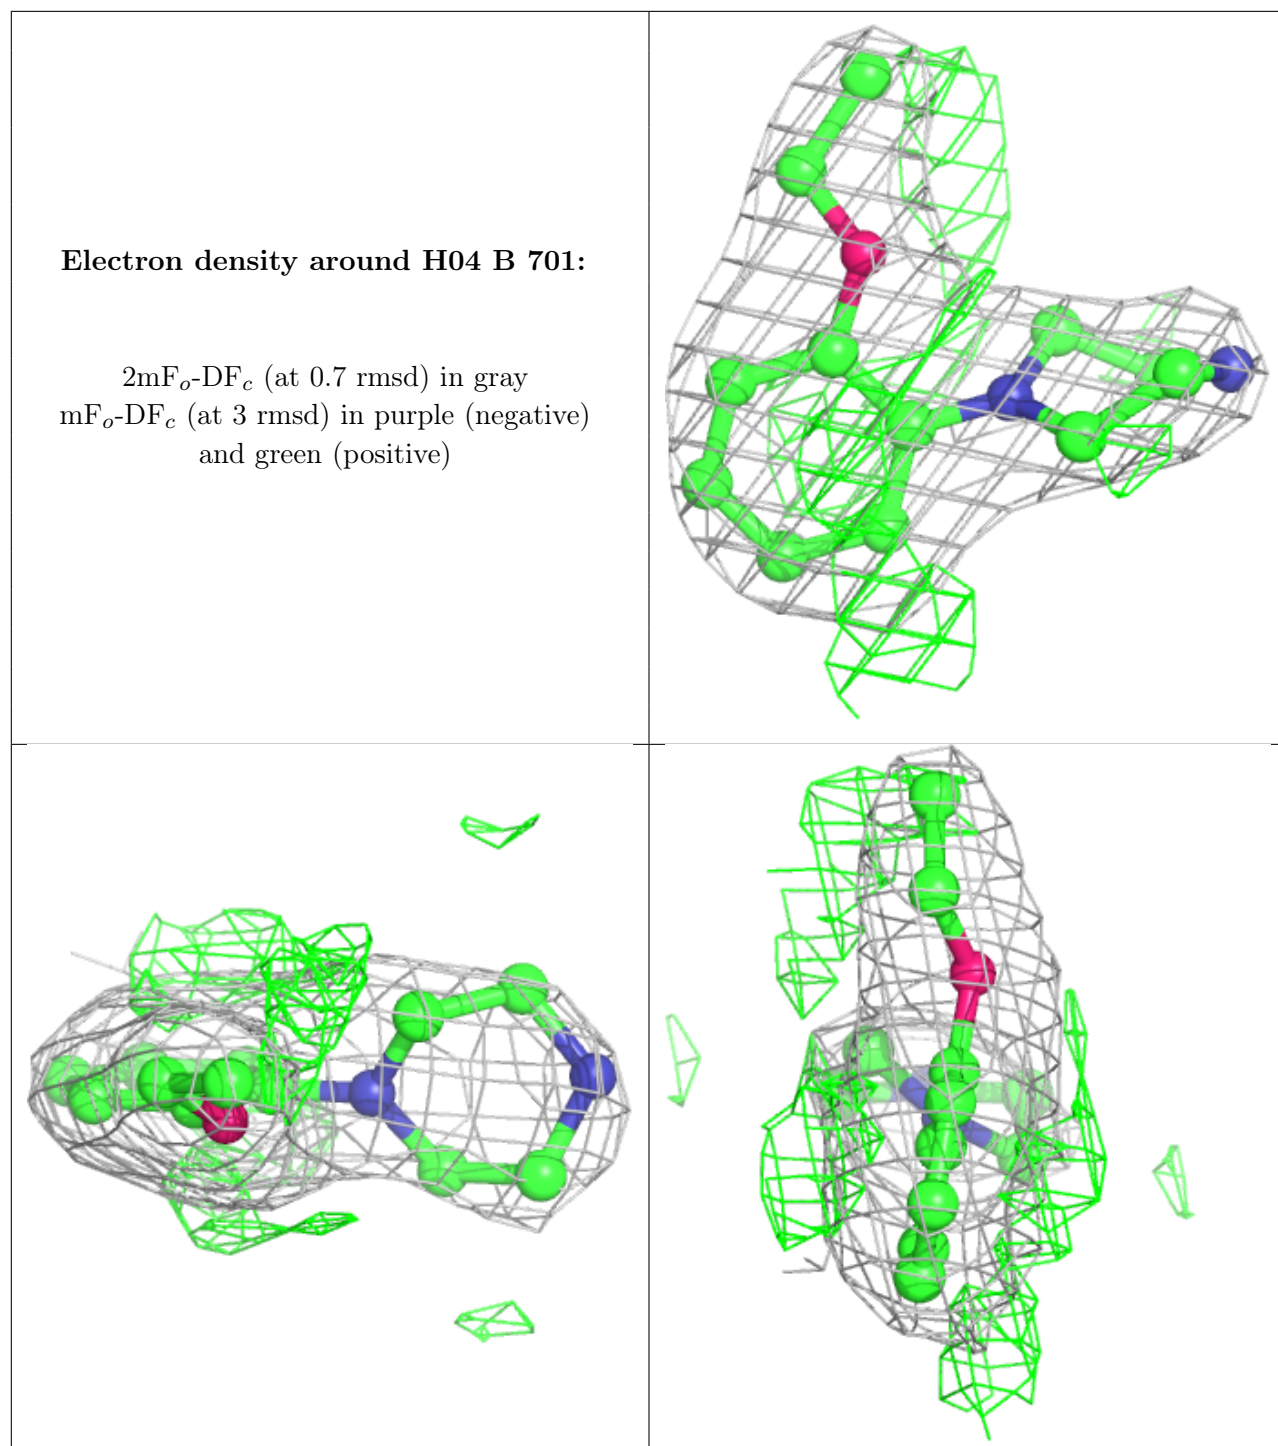 Electron density around H04 B 701:
2mFo-DFc (at 0.7 rmsd) in gray
mFo-DFc (at 3 rmsd) in purple (negative)
and green (positive)